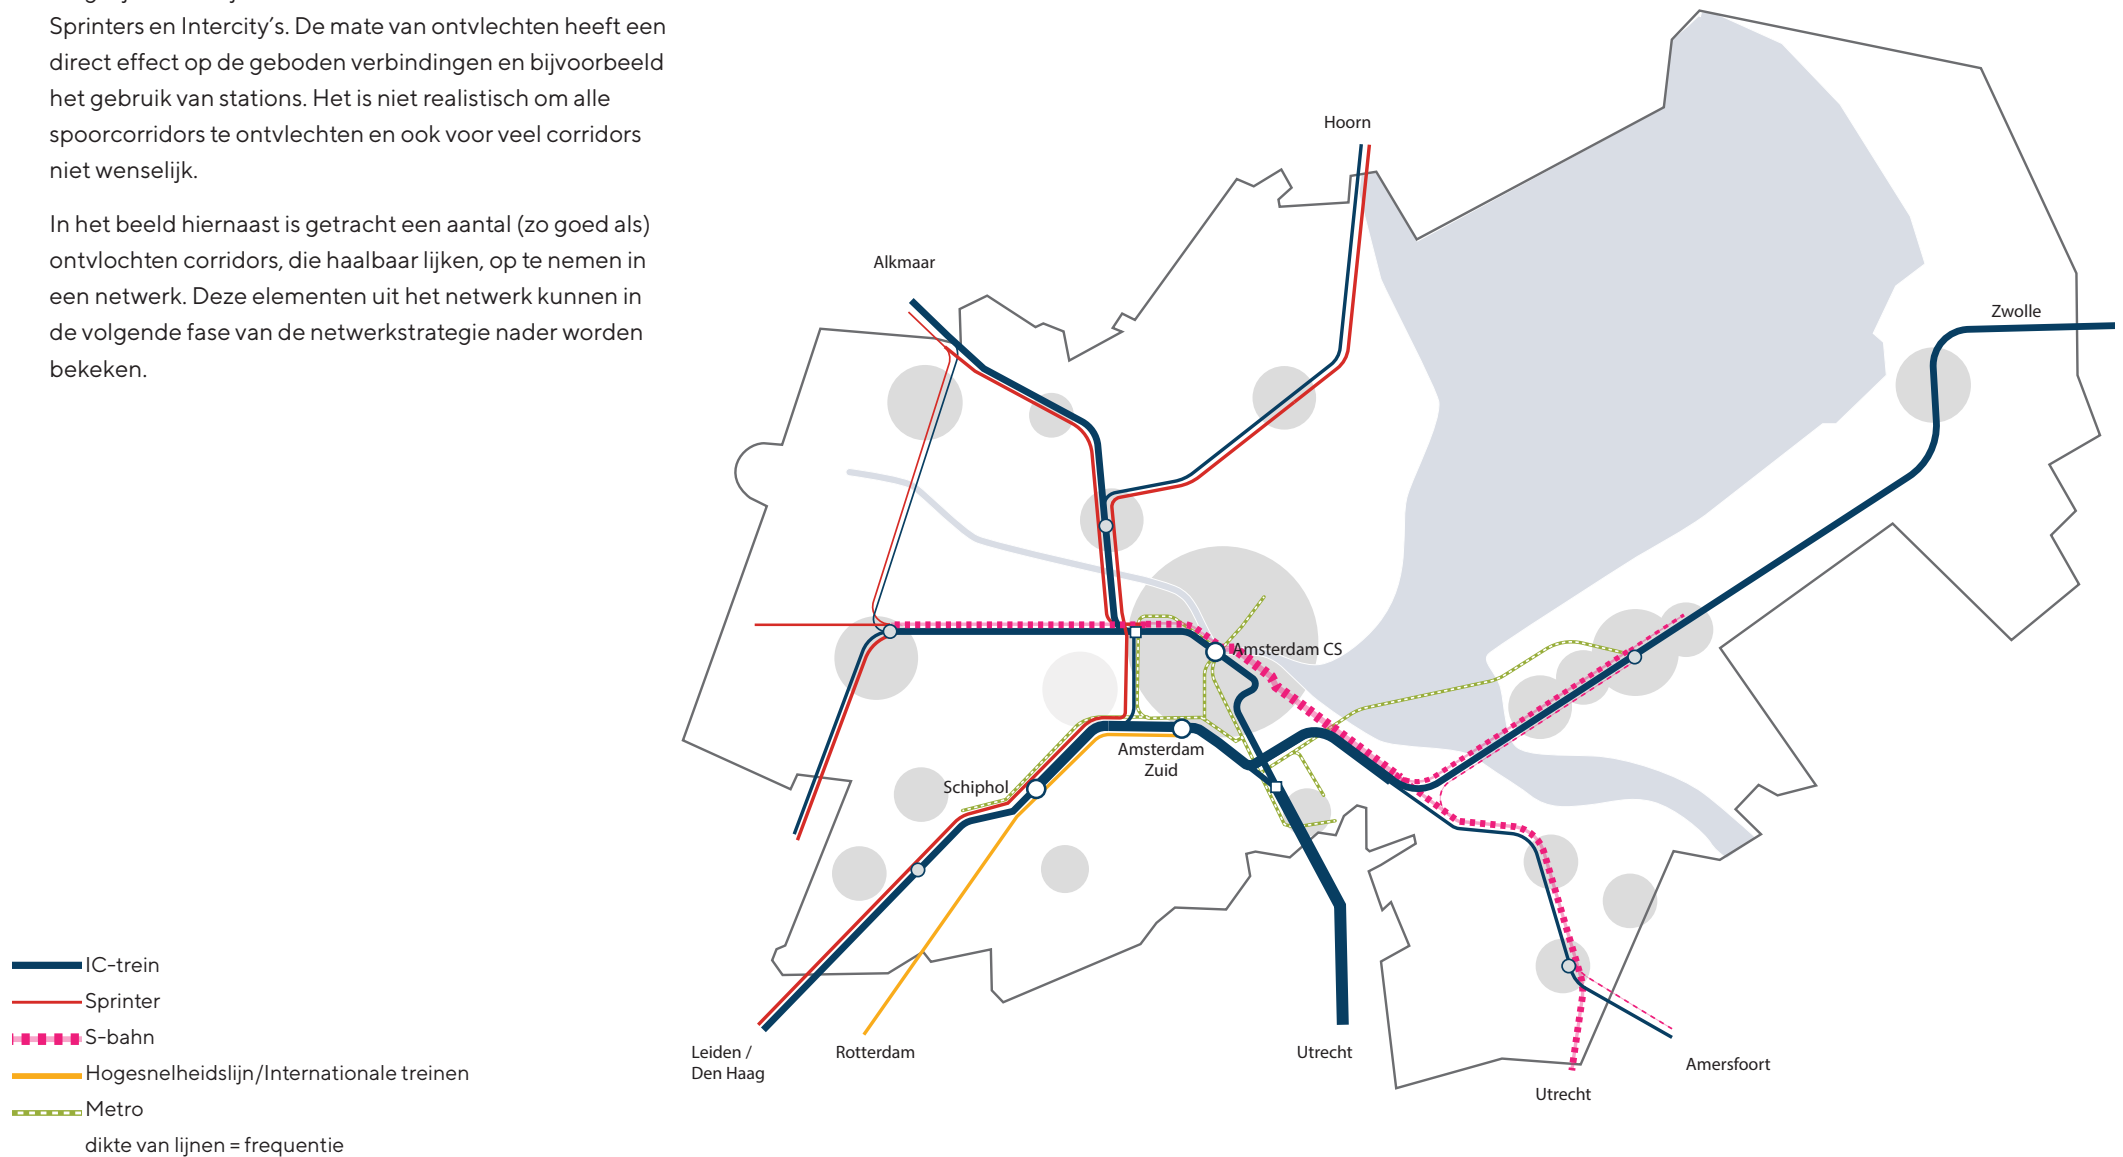 Sprinters en Intercity's. De mate van ontvlechten heeft een
direct effect op de geboden verbindingen en bijvoorbeeld
het gebruik van stations. Het is niet realistisch om alle
spoorcorridors te ontvlechten en ook voor veel corridors
niet wenselijk.
In het beeld hiernaast is getracht een aantal (zo goed als)
ontvlochten corridors, die haalbaar lijken, op te nemen in
een netwerk. Deze elementen uit het netwerk kunnen in
de volgende fase van de netwerkstrategie nader worden
bekeken.
Hoorn
Alkmaar
Zwolle
Amsterdam CS
Amsterdam
Zuid
Schiphol
Leiden /
Den Haag
Rotterdam
Utrecht
Utrecht
Amersfoort
IC-trein
Sprinter
S-bahn
Hogesnelheidslijn/Internationale treinen
Metro
dikte van lijnen = frequentie